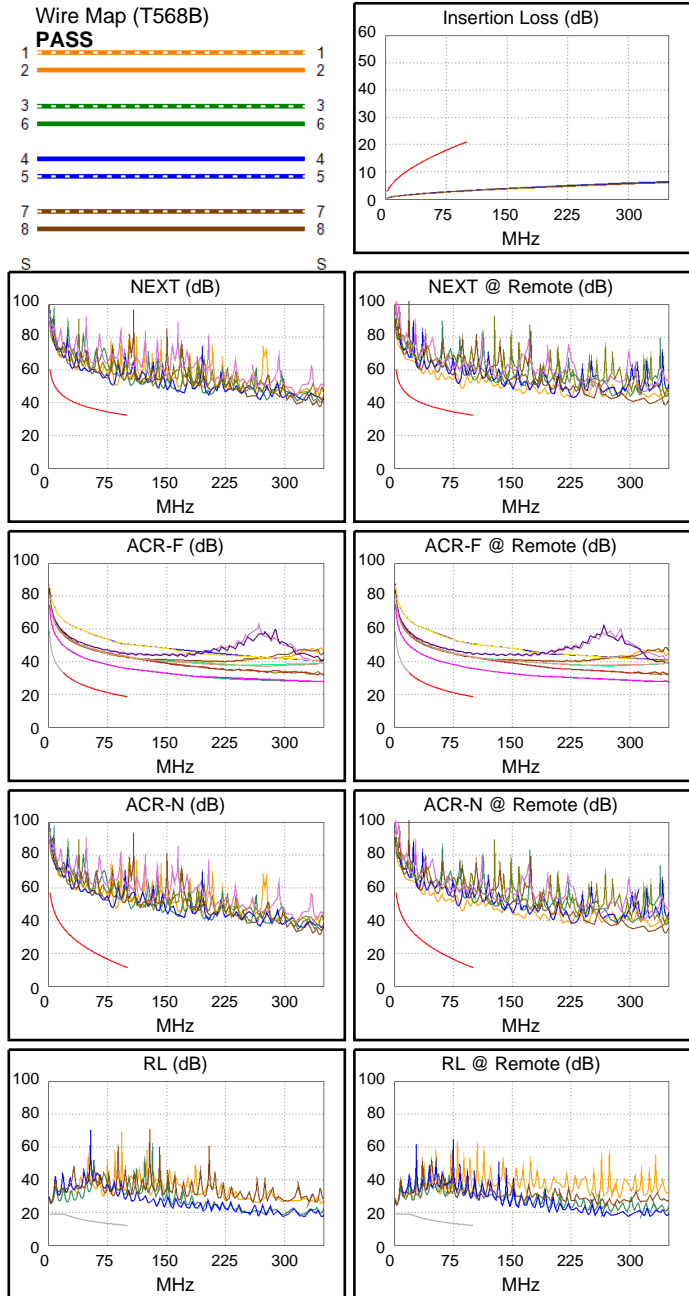 Wire Map (T568B)
PASS
1 1
2 2
3 3
6 6
4 4
5 5
7 7
8 8
S S
Insertion Loss (dB)
60
50
40
30
20
10
0
0 75 150 225 300
MHz
NEXT (dB)
100
80
60
40
20
0
0 75 150 225 300
MHz
NEXT @ Remote (dB)
100
80
60
40
20
0
0 75 150 225 300
MHz
ACR-F (dB)
100
80
60
40
20
0
0 75 150 225 300
MHz
ACR-F @ Remote (dB)
100
80
60
40
20
0
0 75 150 225 300
MHz
ACR-N (dB)
100
80
60
40
20
0
0 75 150 225 300
MHz
ACR-N @ Remote (dB)
100
80
60
40
20
0
0 75 150 225 300
MHz
RL (dB)
100
80
60
40
20
0
0 75 150 225 300
MHz
RL @ Remote (dB)
100
80
60
40
20
0
0 75 150 225 300
MHz